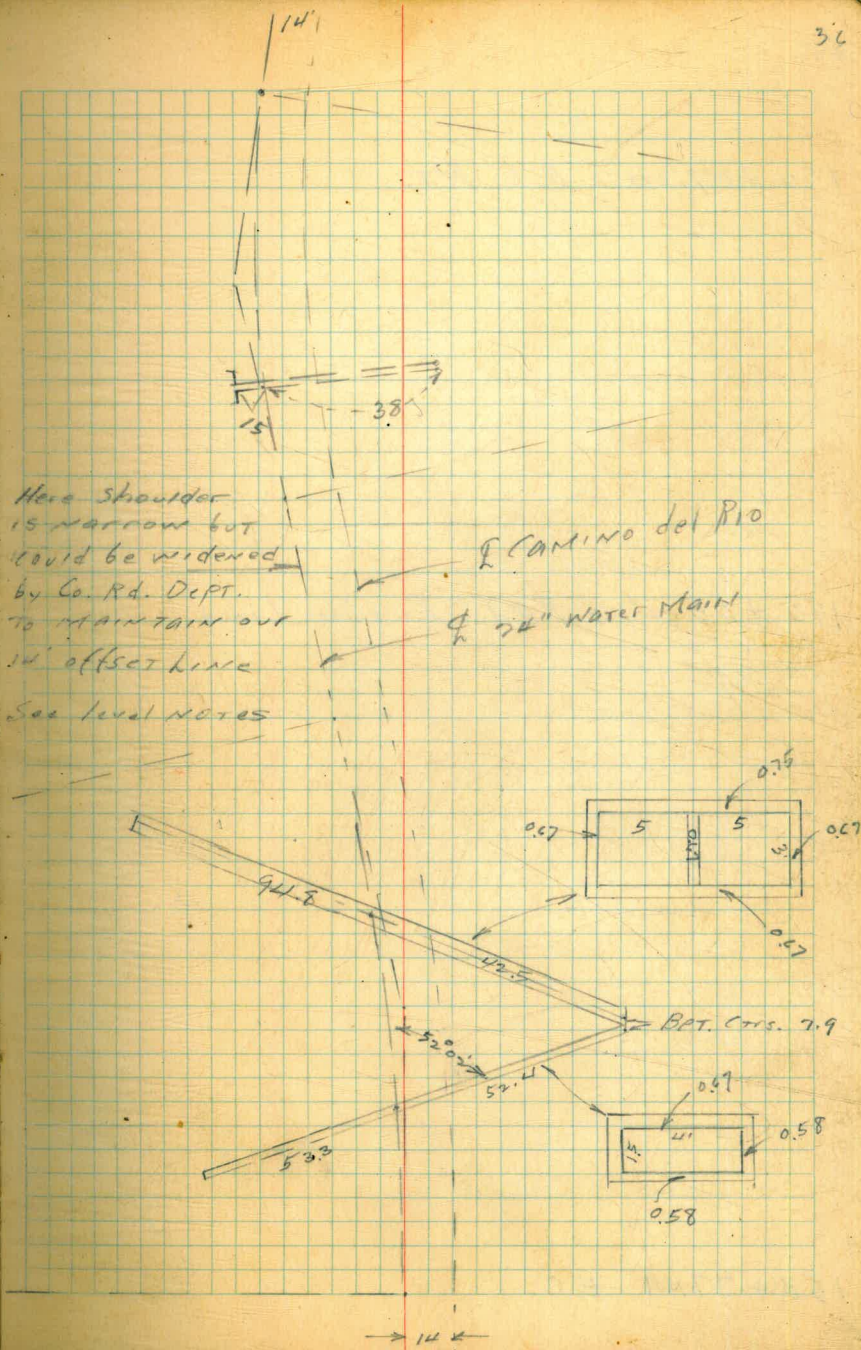 14'
36
38
15
Here Shoulder
is narrow but
could be widened
by Co. Rd. Dept.
To MAINTAIN our
14' offset Line
See level NOTES
℄ CAMINO del RIO
℄ 24" Water Main
0.75
0.67
5
5
3
0.67
0.67
94.8
42.5
Bet. Ctrs. 7.9
52°02'
52.4
53.3
0.67
4'
1.5
0.58
0.58
14